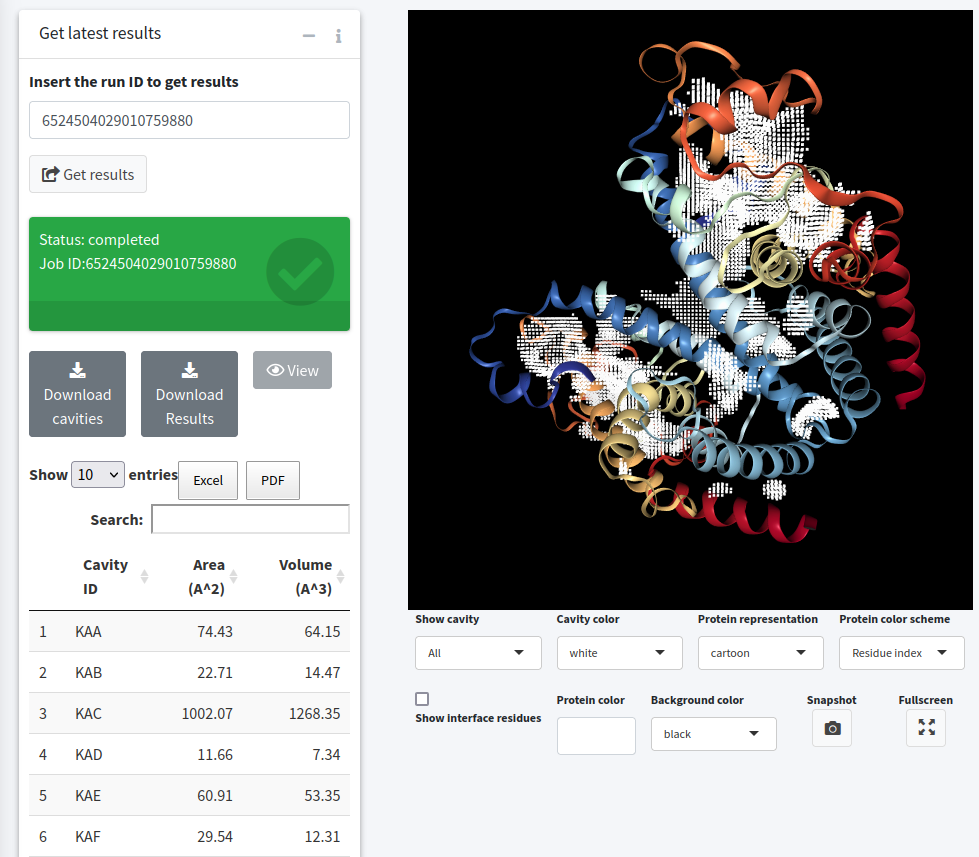 Get latest results
Insert the run ID to get results
6524504029010759880
Get results
Status: completed
Job ID:6524504029010759880
Download cavities
Download Results
View
Show 10 entries
Excel
PDF
Search:
Cavity ID Area (A^2) Volume (A^3)
1 KAA 74.43 64.15
2 KAB 22.71 14.47
3 KAC 1002.07 1268.35
4 KAD 11.66 7.34
5 KAE 60.91 53.35
6 KAF 29.54 12.31
Show cavity
All
Cavity color
white
Protein representation
cartoon
Protein color scheme
Residue index
Show interface residues
Protein color
Background color
black
Snapshot
Fullscreen